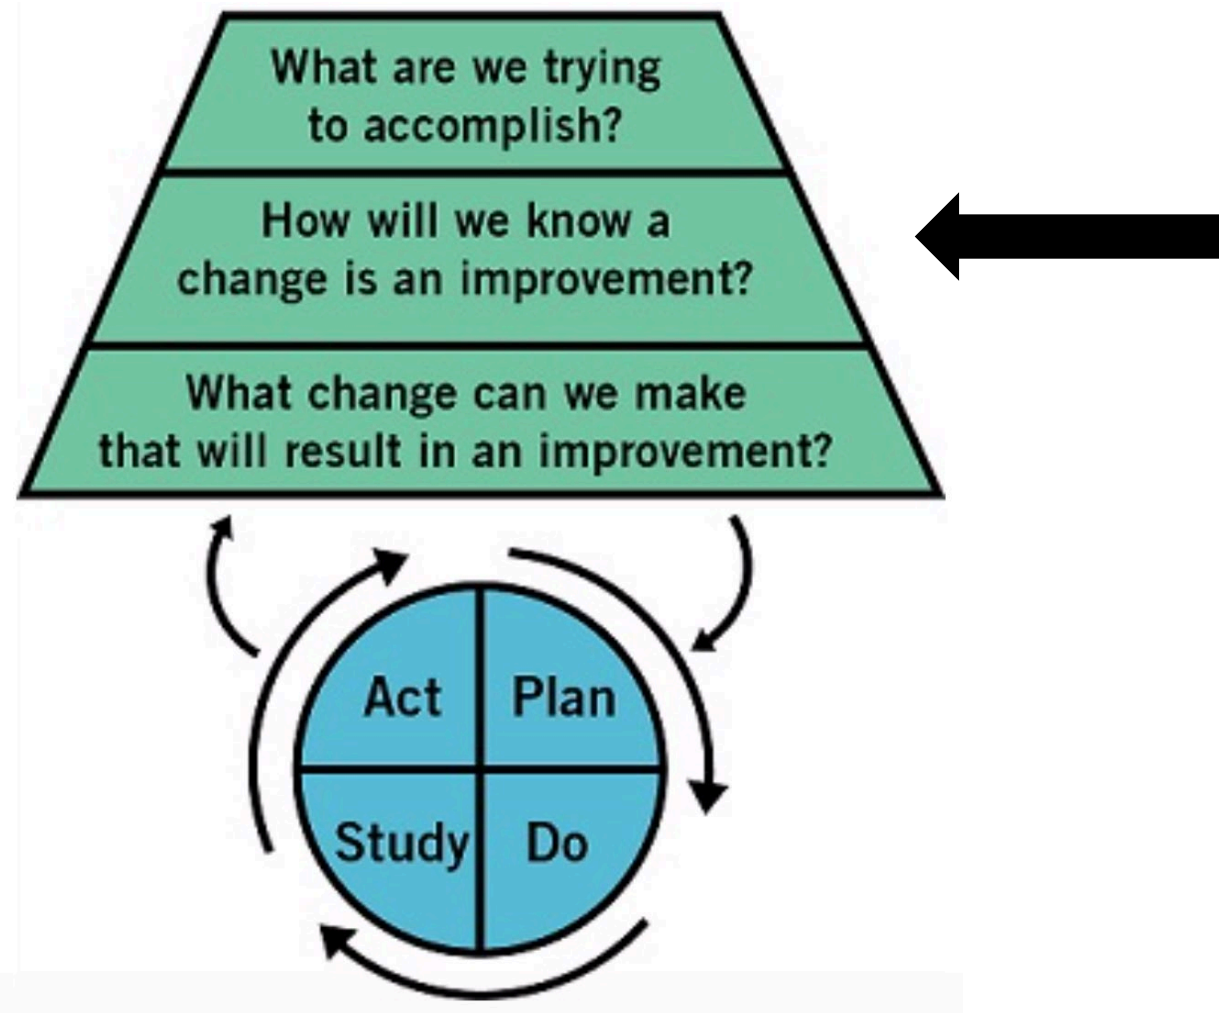 What are we trying
to accomplish?
How will we know a
change is an improvement?
What change can we make
that will result in an improvement?
Act
Plan
Study
Do